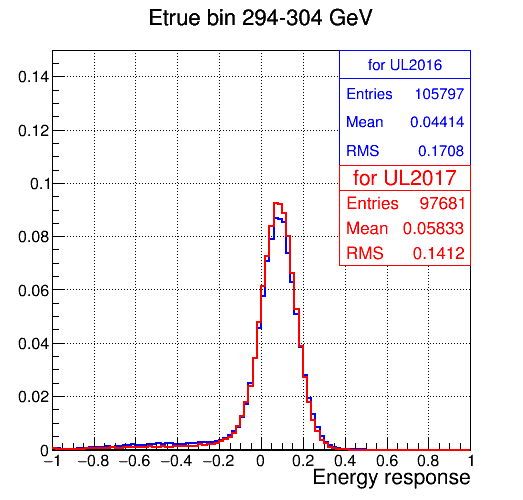 Etrue bin 294-304 GeV
for UL2016
Entries 105797
Mean 0.04414
RMS 0.1708
for UL2017
Entries 97681
Mean 0.05833
RMS 0.1412
0.14
0.12
0.1
0.08
0.06
0.04
0.02
0
−1 −0.8 −0.6 −0.4 −0.2 0 0.2 0.4 0.6 0.8 1
Energy response